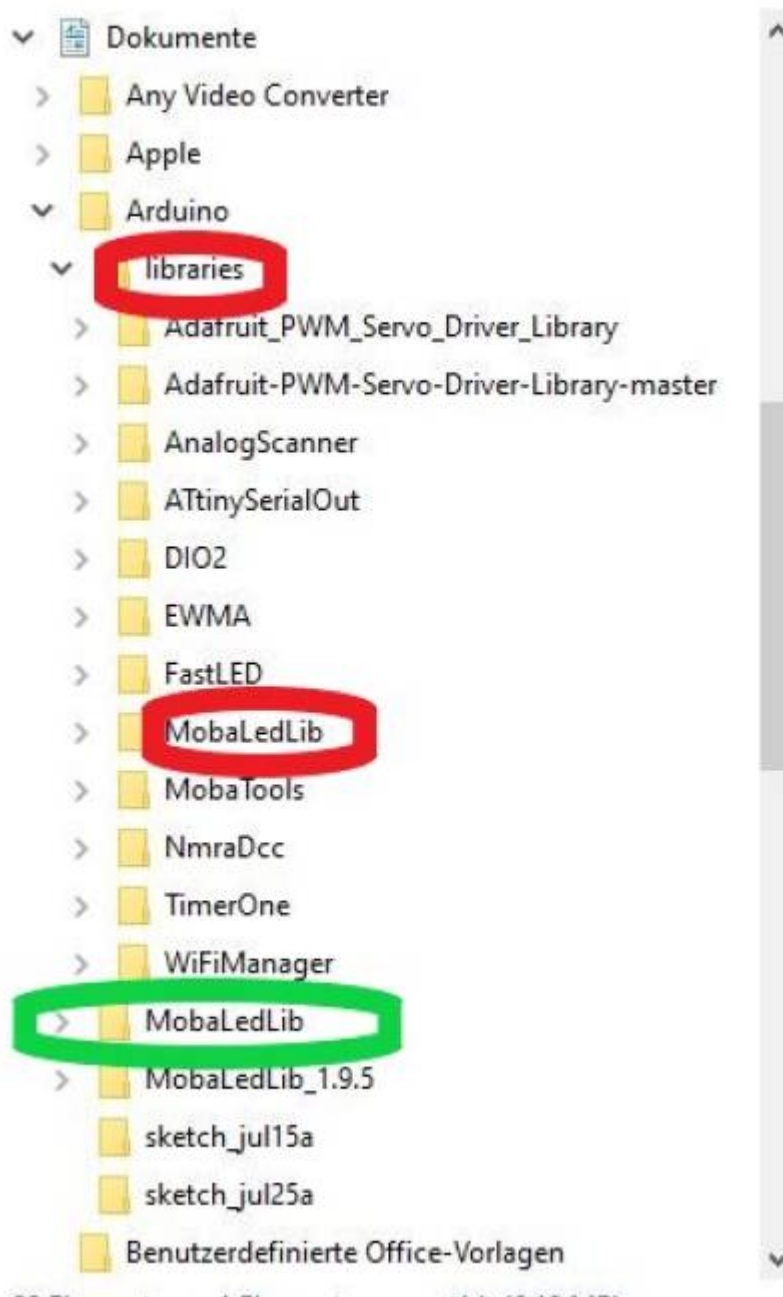 Dokumente
Any Video Converter
Apple
Arduino
libraries
Adafruit_PWM_Servo_Driver_Library
Adafruit-PWM-Servo-Driver-Library-master
AnalogScanner
ATtinySerialOut
DIO2
EWMA
FastLED
MobaLedLib
MobaTools
NmraDcc
TimerOne
WiFiManager
MobaLedLib
MobaLedLib_1.9.5
sketch_jul15a
sketch_jul25a
Benutzerdefinierte Office-Vorlagen